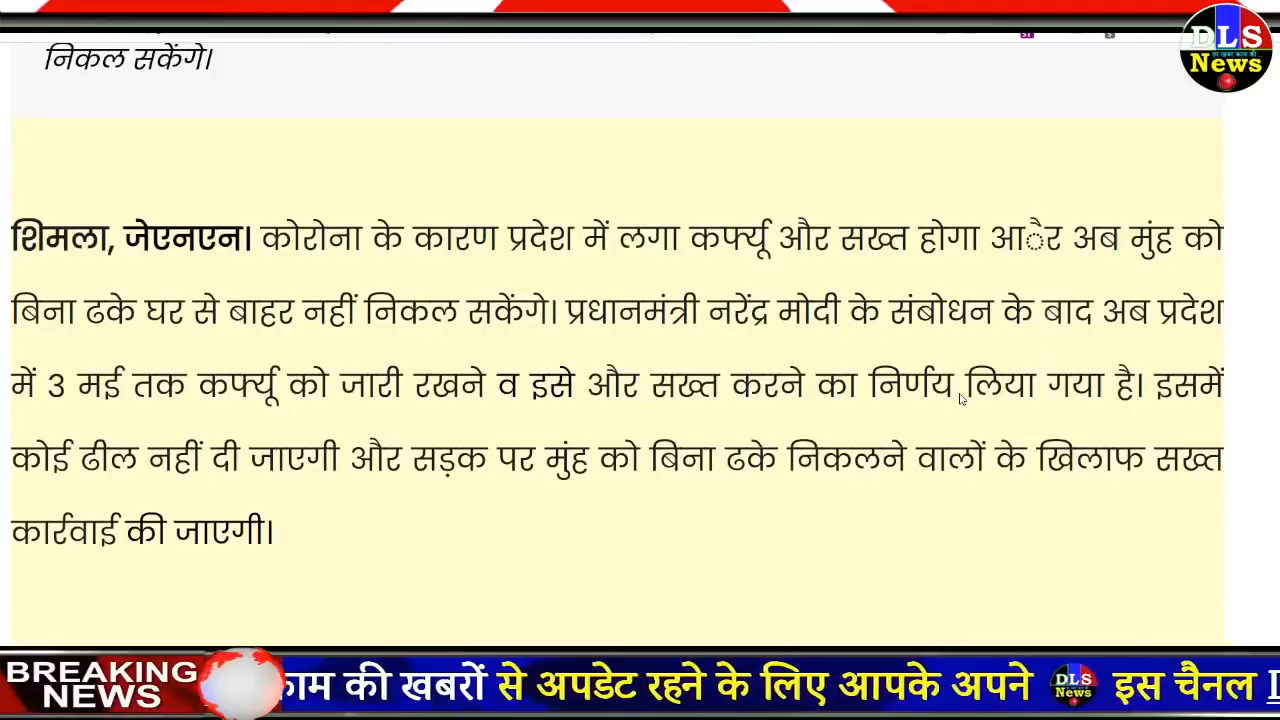 निकल सकेंगे।
DLS
हर खबर काम की
News
शिमला, जेएनएन। कोरोना के कारण प्रदेश में लगा कर्फ्यू और सख्त होगा आैर अब मुंह को
बिना ढके घर से बाहर नहीं निकल सकेंगे। प्रधानमंत्री नरेंद्र मोदी के संबोधन के बाद अब प्रदेश
में 3 मई तक कर्फ्यू को जारी रखने व इसे और सख्त करने का निर्णय लिया गया है। इसमें
कोई ढील नहीं दी जाएगी और सड़क पर मुंह को बिना ढके निकलने वालों के खिलाफ सख्त
कार्रवाई की जाएगी।
BREAKING
NEWS
काम की खबरों से अपडेट रहने के लिए आपके अपने DLS News इस चैनल